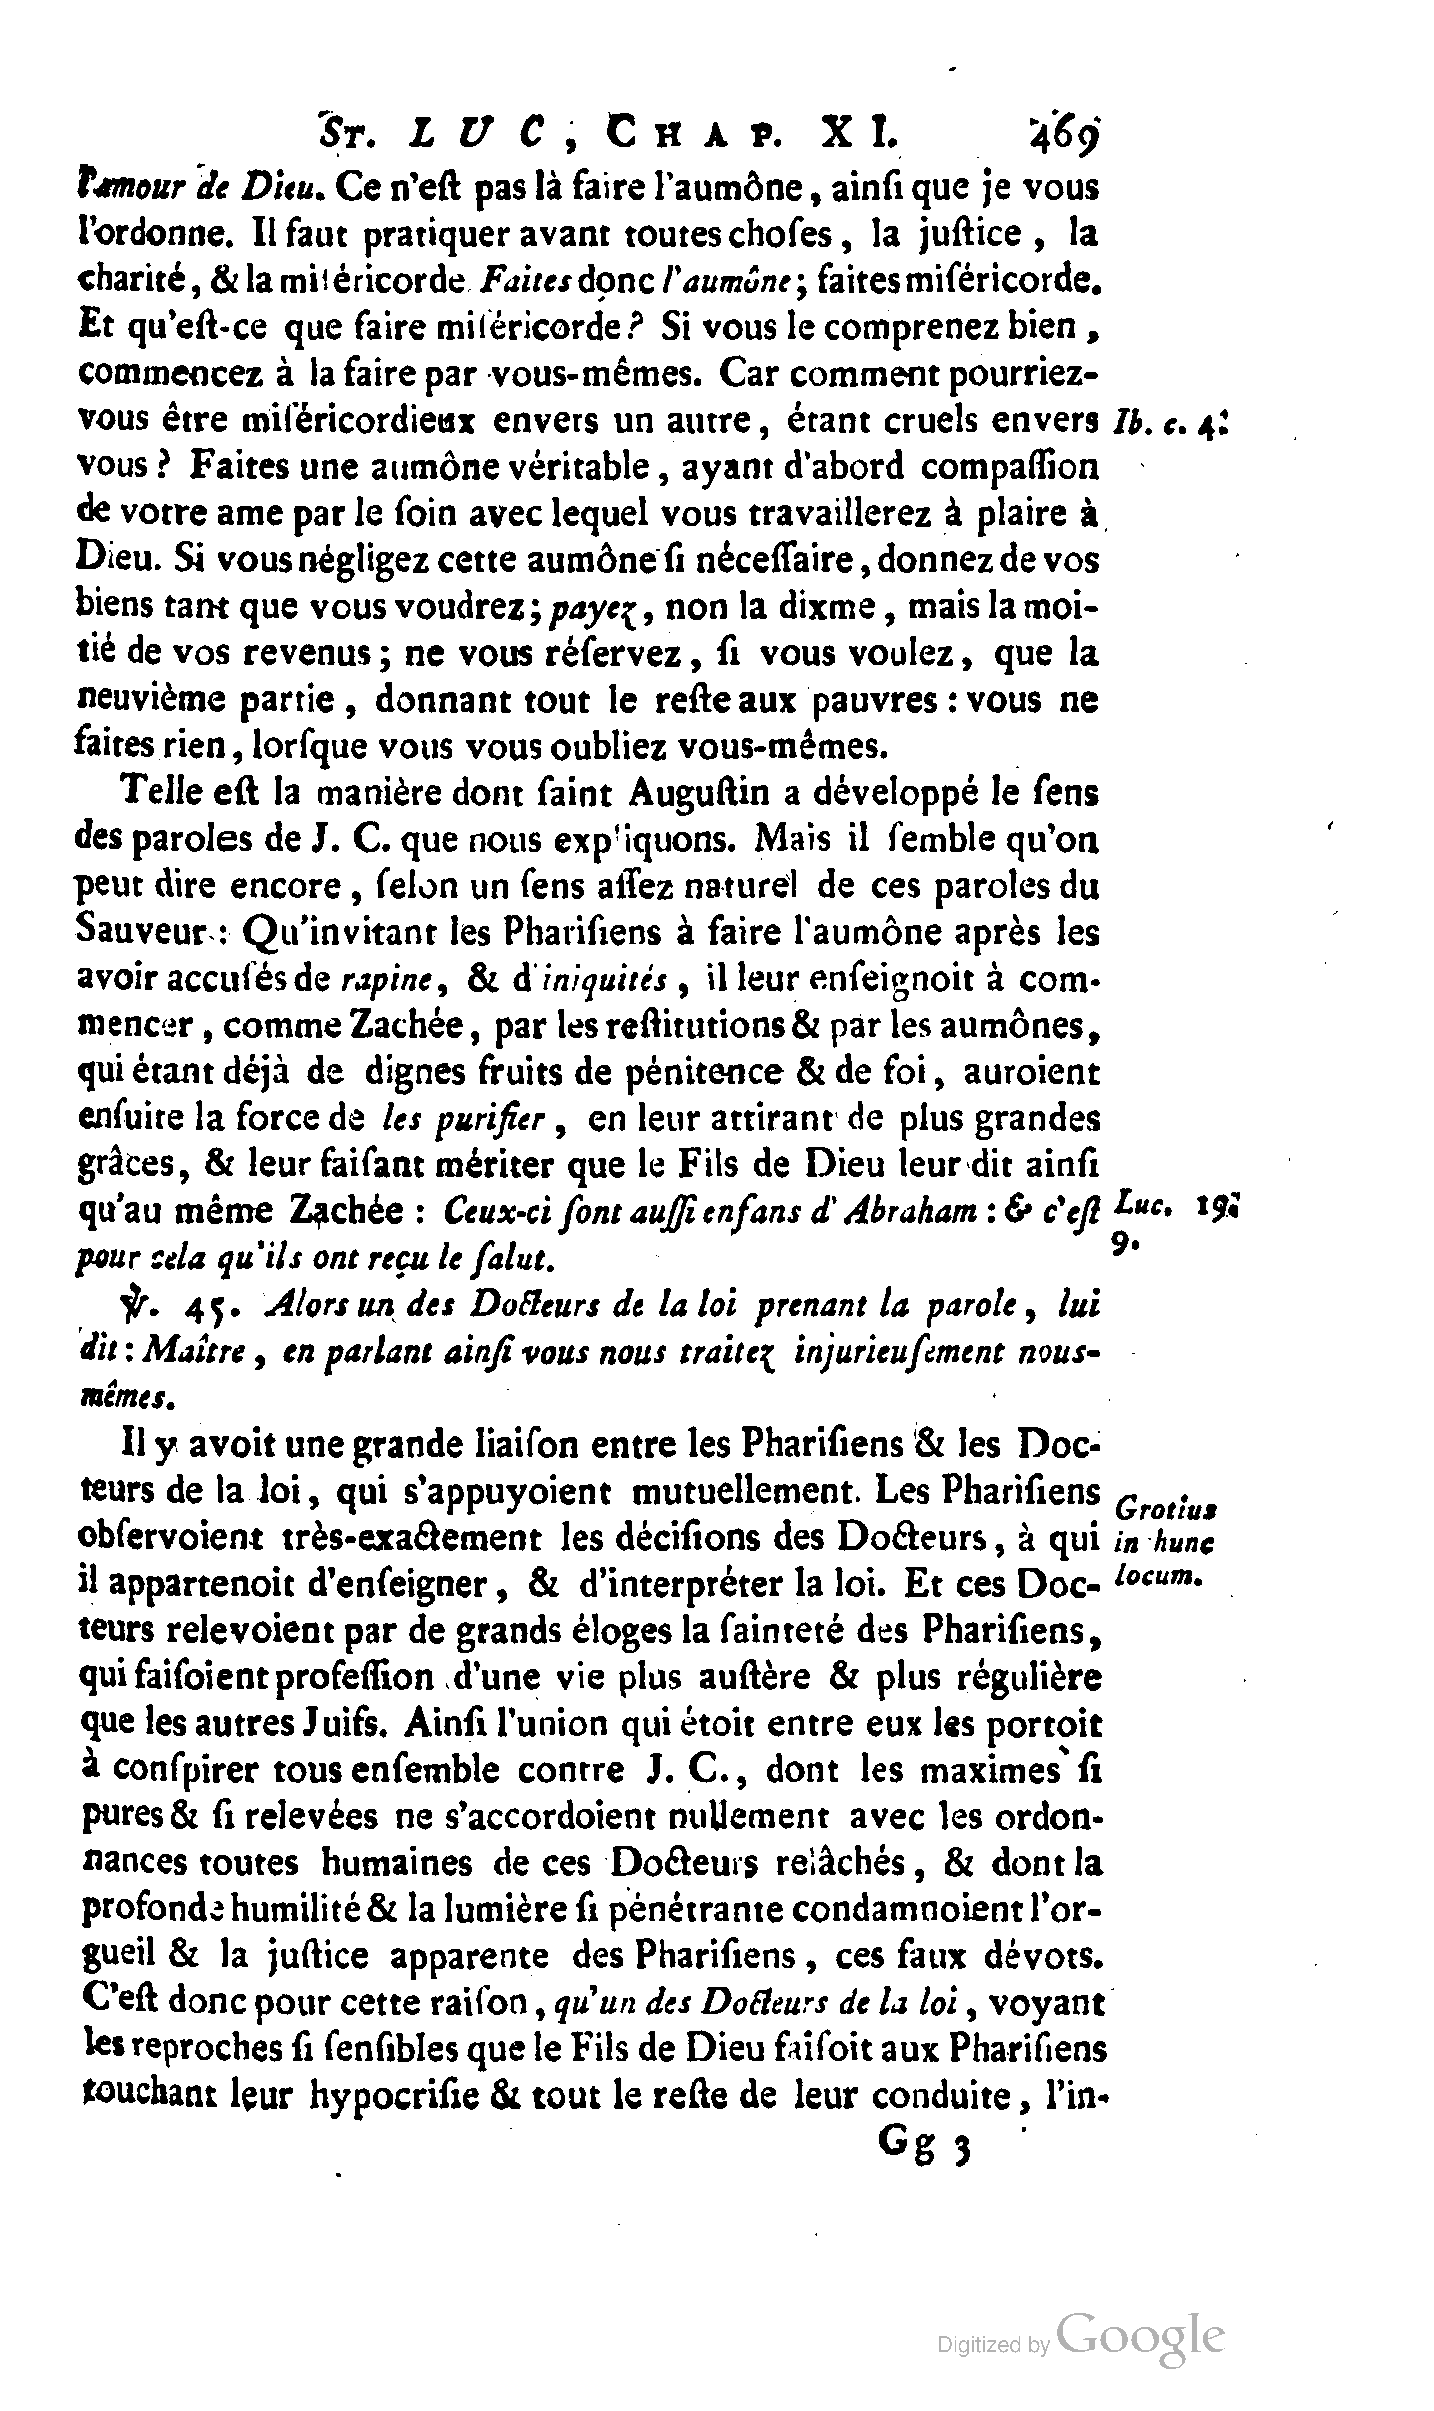 St. LUC, CHAP. XI. 469
l'amour de Dieu. Ce n'eſt pas là faire l'aumône, ainſi que je vous
l'ordonne. Il faut pratiquer avant toutes choſes, la juſtice, la
charité, & la miſéricorde. Faites donc l'aumône; faites miſéricorde.
Et qu'eſt-ce que faire miſéricorde? Si vous le comprenez bien,
commencez à la faire par vous-mêmes. Car comment pourriez-
vous être miſéricordieux envers un autre, étant cruels envers Ib. c. 4.
vous? Faites une aumône véritable, ayant d'abord compaſſion
de votre ame par le ſoin avec lequel vous travaillerez à plaire à
Dieu. Si vous négligez cette aumône ſi néceſſaire, donnez de vos
biens tant que vous voudrez; payez, non la dixme, mais la moi-
tié de vos revenus; ne vous réſervez, ſi vous voulez, que la
neuvième partie, donnant tout le reſte aux pauvres: vous ne
faites rien, lorſque vous vous oubliez vous-mêmes.
Telle eſt la manière dont ſaint Auguſtin a développé le ſens
des paroles de J. C. que nous expliquons. Mais il ſemble qu'on
peut dire encore, ſelon un ſens aſſez naturel de ces paroles du
Sauveur: Qu'invitant les Phariſiens à faire l'aumône après les
avoir accuſés de rapine, & d'iniquités, il leur enſeignoit à com-
mencer, comme Zachée, par les reſtitutions & par les aumônes,
qui étant déjà de dignes fruits de pénitence & de foi, auroient
enſuite la force de les purifier, en leur attirant de plus grandes
grâces, & leur faiſant mériter que le Fils de Dieu leur dit ainſi
qu'au même Zachée: Ceux-ci ſont auſſi enfans d'Abraham: & c'eſt Luc. 19.
pour cela qu'ils ont reçu le ſalut. 9.
℣. 45. Alors un des Docteurs de la loi prenant la parole, lui
dit: Maître, en parlant ainſi vous nous traitez injurieuſement nous-
mêmes.
Il y avoit une grande liaiſon entre les Phariſiens & les Doc-
teurs de la loi, qui s'appuyoient mutuellement. Les Phariſiens Grotius
obſervoient très-exactement les déciſions des Docteurs, à qui in hunc
il appartenoit d'enſeigner, & d'interpréter la loi. Et ces Doc- locum.
teurs relevoient par de grands éloges la ſainteté des Phariſiens,
qui faiſoient profeſſion d'une vie plus auſtère & plus régulière
que les autres Juifs. Ainſi l'union qui étoit entre eux les portoit
à conſpirer tous enſemble contre J. C., dont les maximes ſi
pures & ſi relevées ne s'accordoient nullement avec les ordon-
nances toutes humaines de ces Docteurs relâchés, & dont la
profonde humilité & la lumière ſi pénétrante condamnoient l'or-
gueil & la juſtice apparente des Phariſiens, ces faux dévots.
C'eſt donc pour cette raiſon, qu'un des Docteurs de la loi, voyant
les reproches ſi ſenſibles que le Fils de Dieu faiſoit aux Phariſiens
touchant leur hypocriſie & tout le reſte de leur conduite, l'in-
Gg 3
Digitized by Google